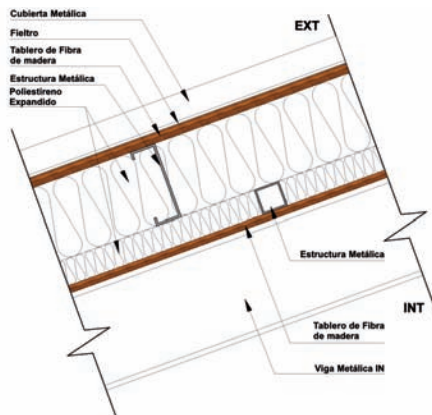 Cubierta Metálica
EXT
Fieltro
Tablero de Fibra
de madera
Estructura Metálica
Poliestireno
Expandido
Estructura Metálica
INT
Tablero de Fibra
de madera
Viga Metálica IN